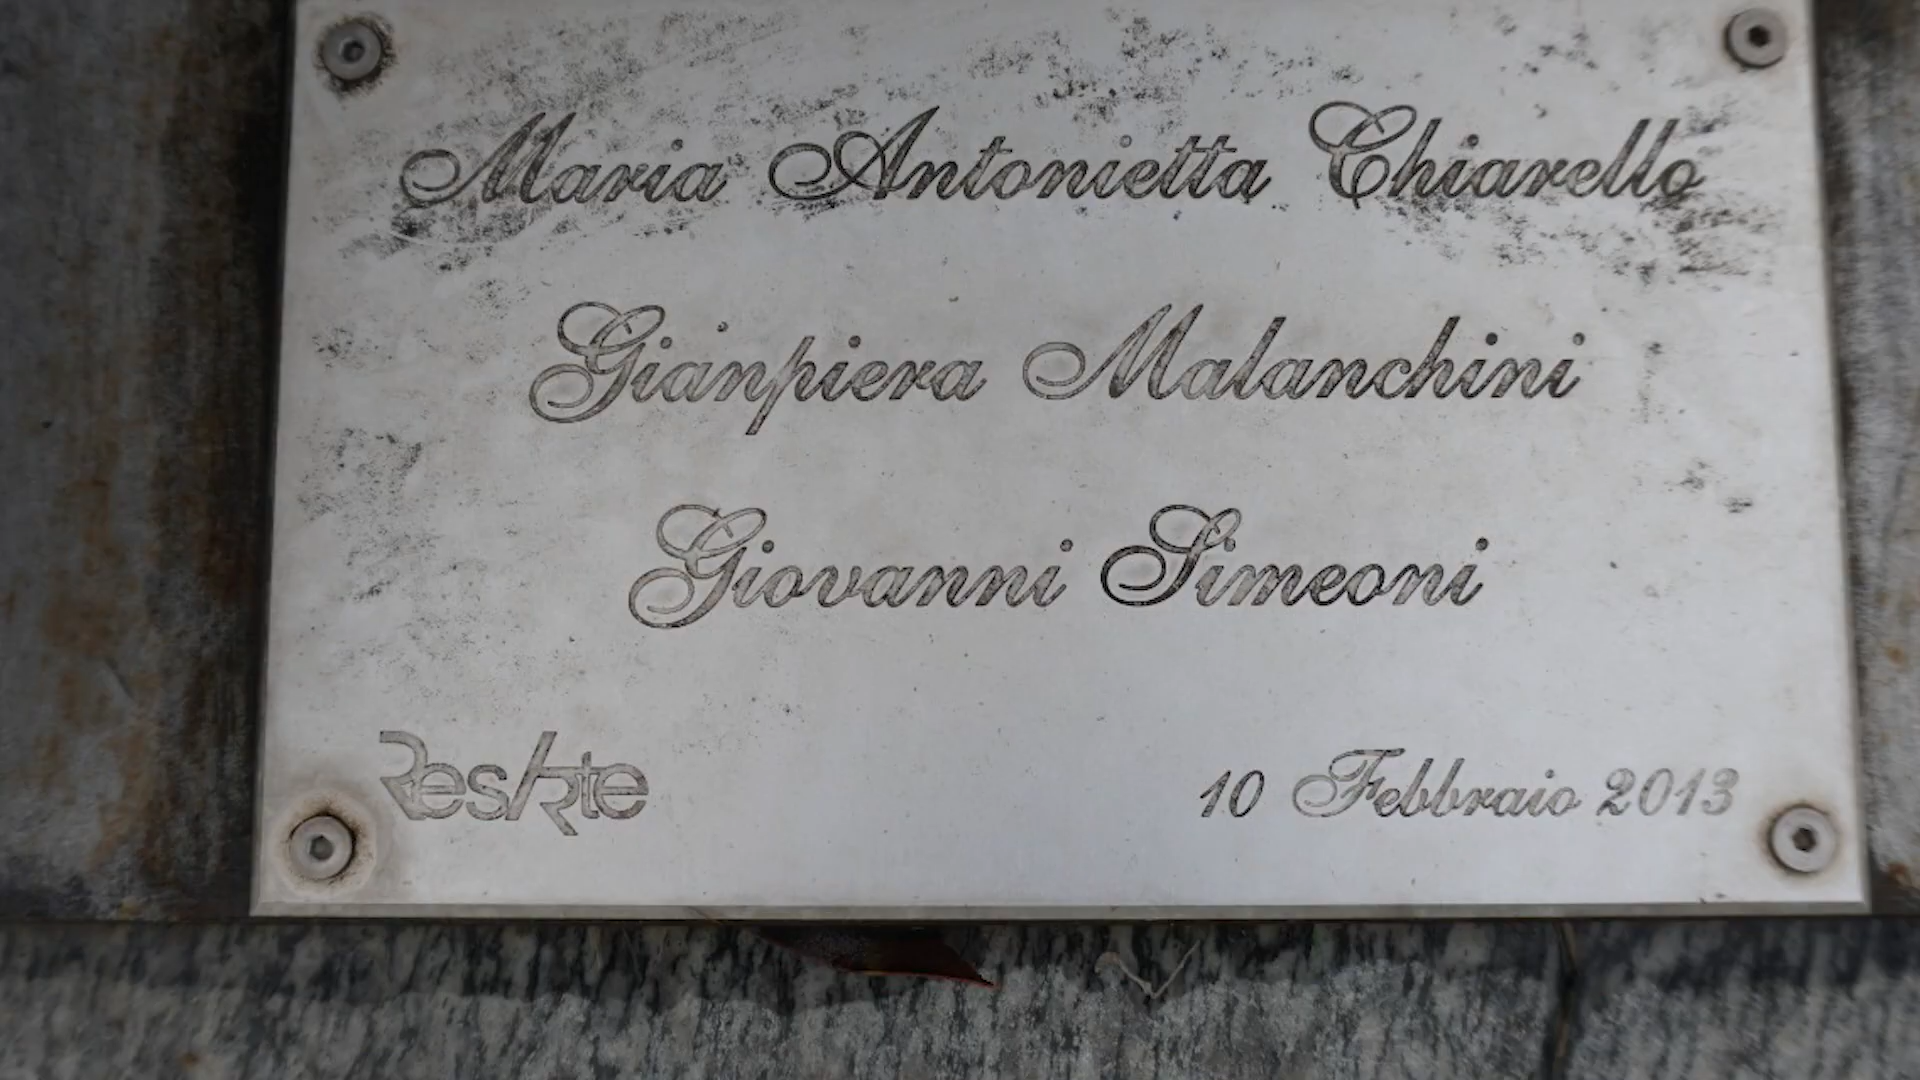 Maria Antonietta Chiarello
Gianpiera Malanchini
Giovanni Simeoni
ResArte
10 Febbraio 2013